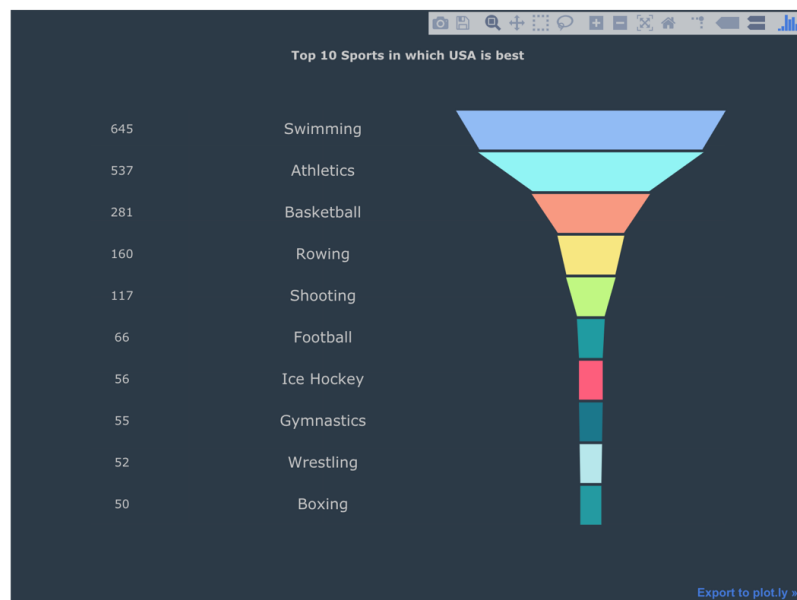 Top 10 Sports in which USA is best
645 Swimming
537 Athletics
281 Basketball
160 Rowing
117 Shooting
66 Football
56 Ice Hockey
55 Gymnastics
52 Wrestling
50 Boxing
Export to plot.ly »